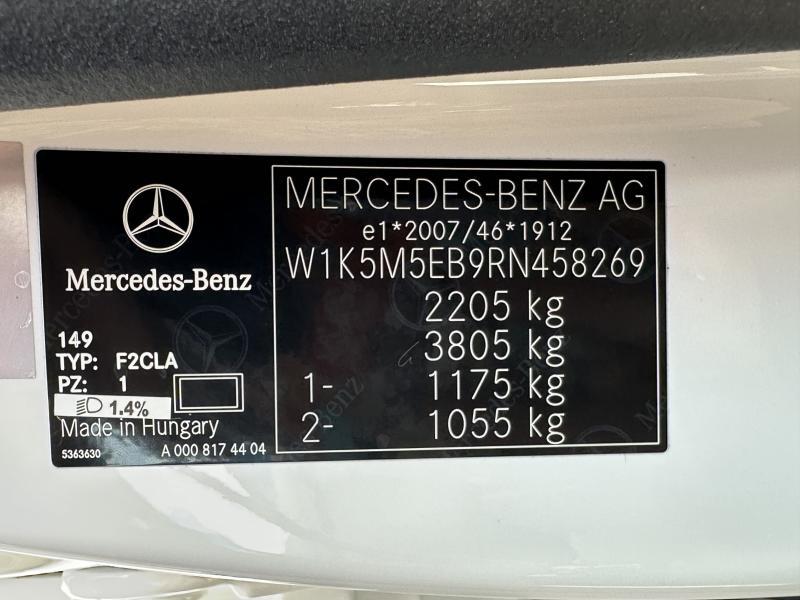 Mercedes-Benz
149
TYP: F2CLA
PZ: 1
1.4%
Made in Hungary
5363630 A 000 817 44 04
MERCEDES-BENZ AG
e1*2007/46*1912
W1K5M5EB9RN458269
2205 kg
3805 kg
1- 1175 kg
2- 1055 kg